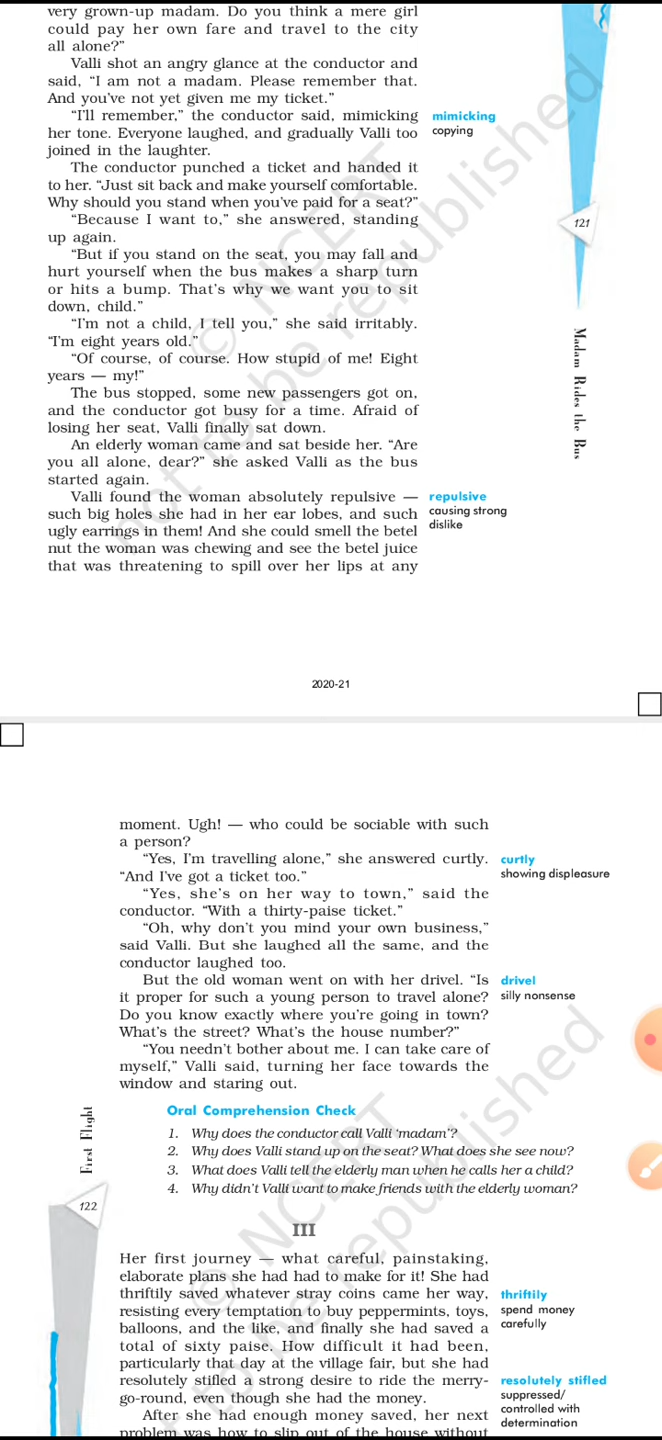 very grown-up madam. Do you think a mere girl
could pay her own fare and travel to the city
all alone?”
Valli shot an angry glance at the conductor and
said, “I am not a madam. Please remember that.
And you’ve not yet given me my ticket.”
“I’ll remember,” the conductor said, mimicking
her tone. Everyone laughed, and gradually Valli too
joined in the laughter.
mimicking
copying
The conductor punched a ticket and handed it
to her. “Just sit back and make yourself comfortable.
Why should you stand when you’ve paid for a seat?”
“Because I want to,” she answered, standing
up again.
“But if you stand on the seat, you may fall and
hurt yourself when the bus makes a sharp turn
or hits a bump. That’s why we want you to sit
down, child.”
“I’m not a child, I tell you,” she said irritably.
“I’m eight years old.”
“Of course, of course. How stupid of me! Eight
years — my!”
The bus stopped, some new passengers got on,
and the conductor got busy for a time. Afraid of
losing her seat, Valli finally sat down.
An elderly woman came and sat beside her. “Are
you all alone, dear?” she asked Valli as the bus
started again.
Valli found the woman absolutely repulsive —
such big holes she had in her ear lobes, and such
ugly earrings in them! And she could smell the betel
nut the woman was chewing and see the betel juice
that was threatening to spill over her lips at any
repulsive
causing strong
dislike
121
Madam Rides the Bus
© NCERT
not to be republished
2020-21
moment. Ugh! — who could be sociable with such
a person?
“Yes, I’m travelling alone,” she answered curtly.
“And I’ve got a ticket too.”
curtly
showing displeasure
“Yes, she’s on her way to town,” said the
conductor. “With a thirty-paise ticket.”
“Oh, why don’t you mind your own business,”
said Valli. But she laughed all the same, and the
conductor laughed too.
But the old woman went on with her drivel. “Is
it proper for such a young person to travel alone?
Do you know exactly where you’re going in town?
What’s the street? What’s the house number?”
drivel
silly nonsense
“You needn’t bother about me. I can take care of
myself,” Valli said, turning her face towards the
window and staring out.
Oral Comprehension Check
1. Why does the conductor call Valli ‘madam’?
2. Why does Valli stand up on the seat? What does she see now?
3. What does Valli tell the elderly man when he calls her a child?
4. Why didn’t Valli want to make friends with the elderly woman?
First Flight
122
III
Her first journey — what careful, painstaking,
elaborate plans she had had to make for it! She had
thriftily saved whatever stray coins came her way,
resisting every temptation to buy peppermints, toys,
balloons, and the like, and finally she had saved a
total of sixty paise. How difficult it had been,
particularly that day at the village fair, but she had
resolutely stifled a strong desire to ride the merry-
go-round, even though she had the money.
thriftily
spend money
carefully
resolutely stifled
suppressed/
controlled with
determination
After she had enough money saved, her next
problem was how to slip out of the house without
© NCERT
not to be republished